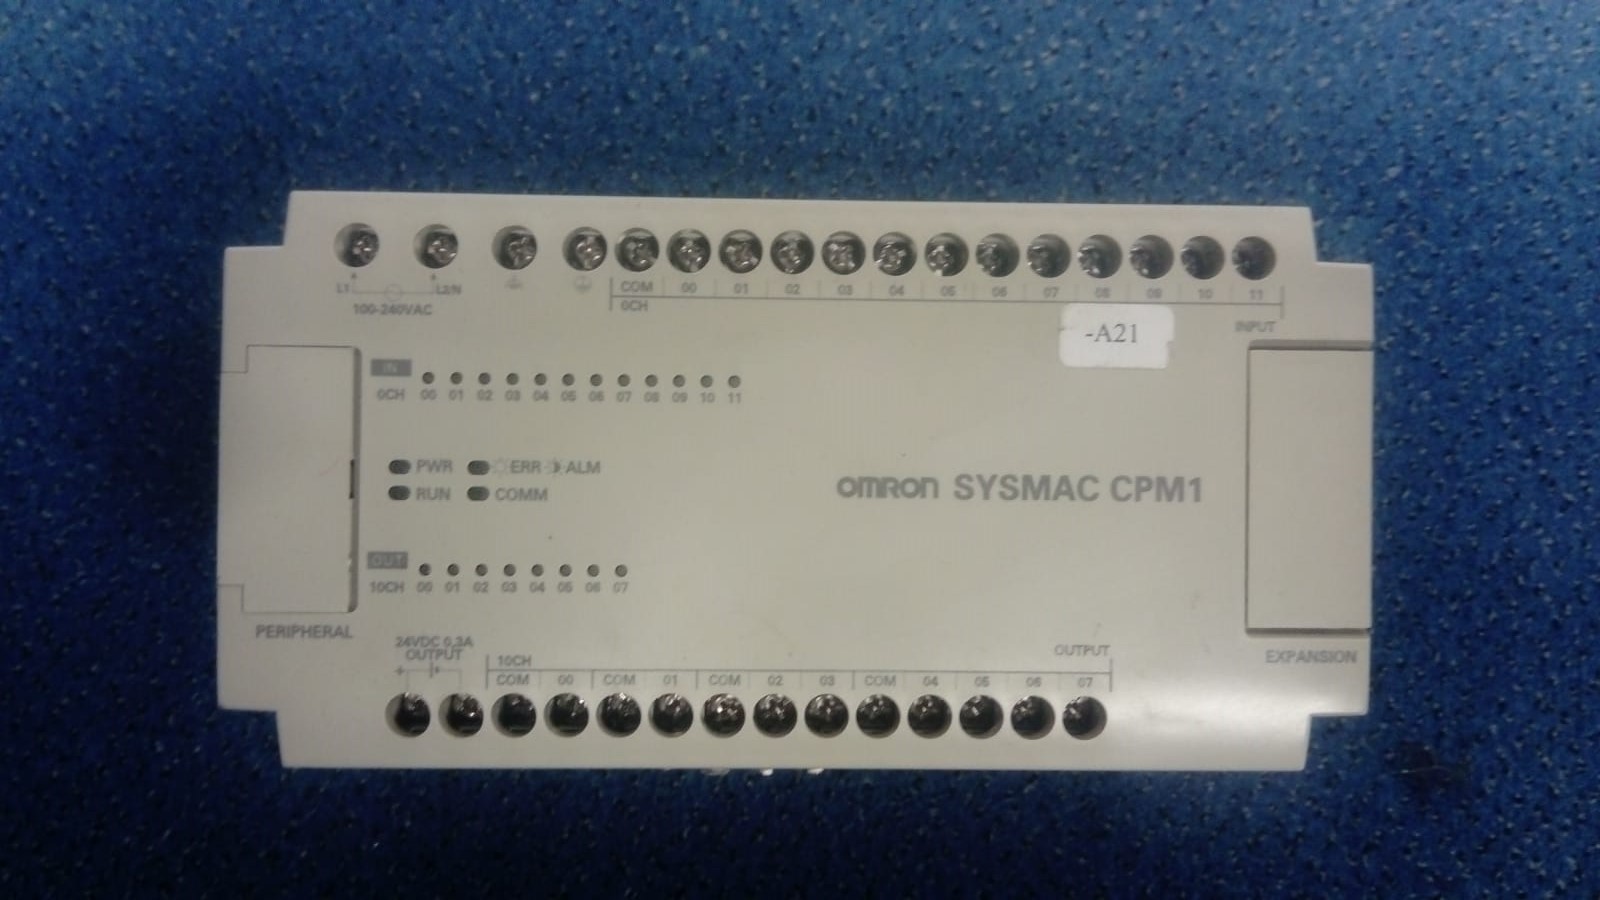 L1 L2/N
100-240VAC
COM 00 01 02 03 04 05 06 07 08 09 10 11
0CH
INPUT
-A21
IN
0CH 00 01 02 03 04 05 06 07 08 09 10 11
PWR ERR ALM
RUN COMM
OMRON SYSMAC CPM1
OUT
10CH 00 01 02 03 04 05 06 07
PERIPHERAL
EXPANSION
24VDC 0,3A
OUTPUT
+ -
10CH
OUTPUT
COM 00 COM 01 COM 02 03 COM 04 05 06 07